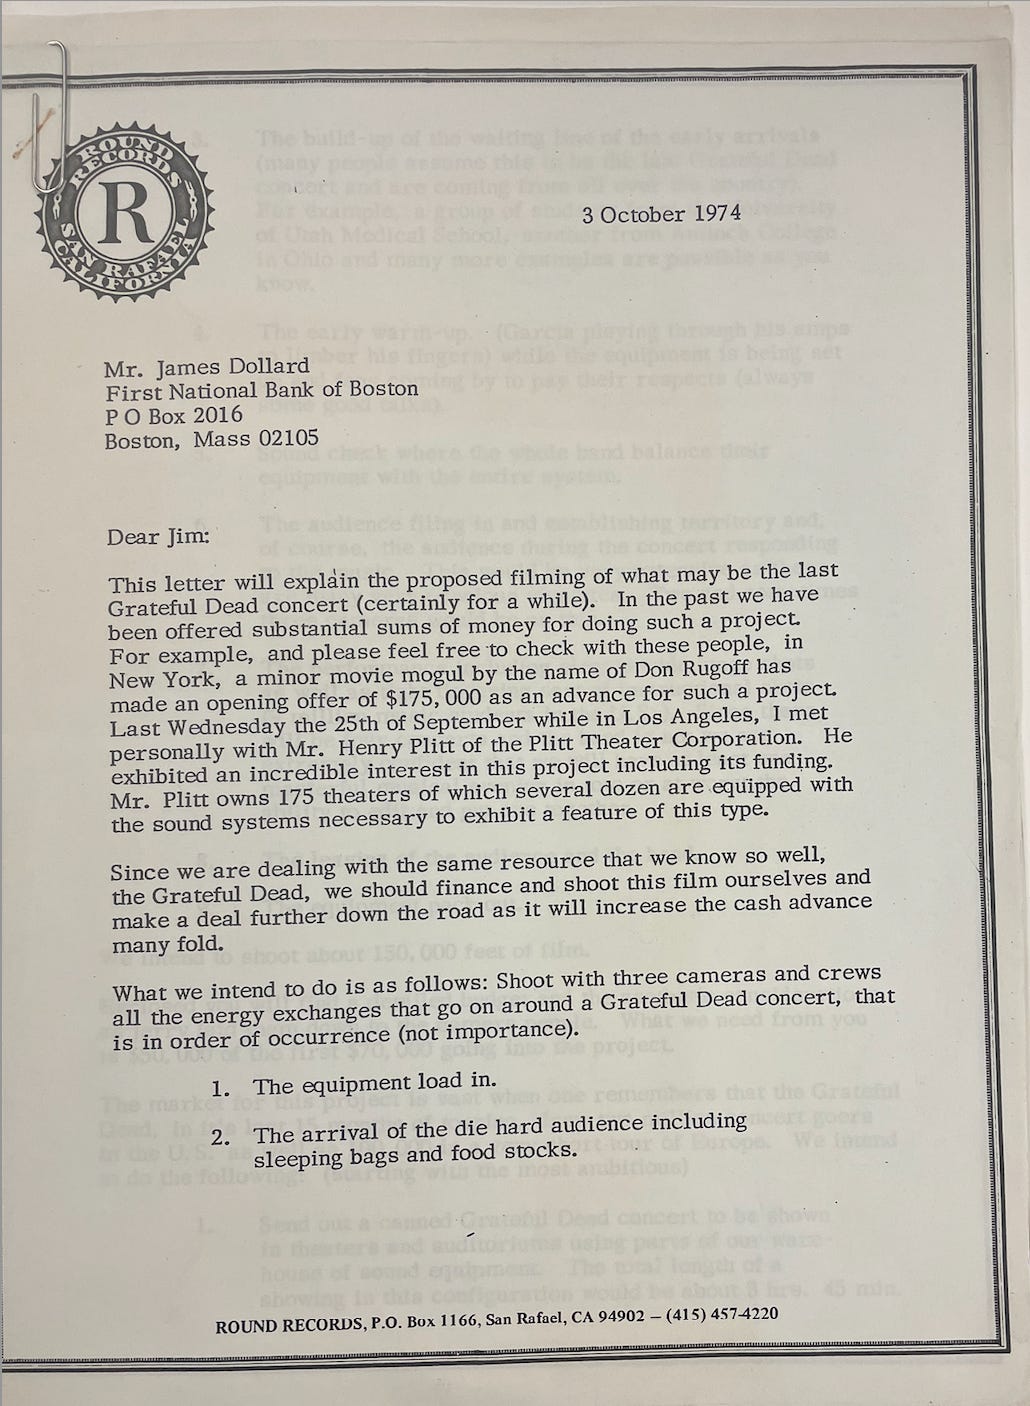 ROUND RECORDS
R
SAN RAFAEL CALIFORNIA
3 October 1974
Mr. James Dollard
First National Bank of Boston
P O Box 2016
Boston, Mass 02105
Dear Jim:
This letter will explain the proposed filming of what may be the last
Grateful Dead concert (certainly for a while). In the past we have
been offered substantial sums of money for doing such a project.
For example, and please feel free to check with these people, in
New York, a minor movie mogul by the name of Don Rugoff has
made an opening offer of $175, 000 as an advance for such a project.
Last Wednesday the 25th of September while in Los Angeles, I met
personally with Mr. Henry Plitt of the Plitt Theater Corporation. He
exhibited an incredible interest in this project including its funding.
Mr. Plitt owns 175 theaters of which several dozen are equipped with
the sound systems necessary to exhibit a feature of this type.
Since we are dealing with the same resource that we know so well,
the Grateful Dead, we should finance and shoot this film ourselves and
make a deal further down the road as it will increase the cash advance
many fold.
What we intend to do is as follows: Shoot with three cameras and crews
all the energy exchanges that go on around a Grateful Dead concert, that
is in order of occurrence (not importance).
1. The equipment load in.
2. The arrival of the die hard audience including
sleeping bags and food stocks.
ROUND RECORDS, P.O. Box 1166, San Rafael, CA 94902 — (415) 457-4220